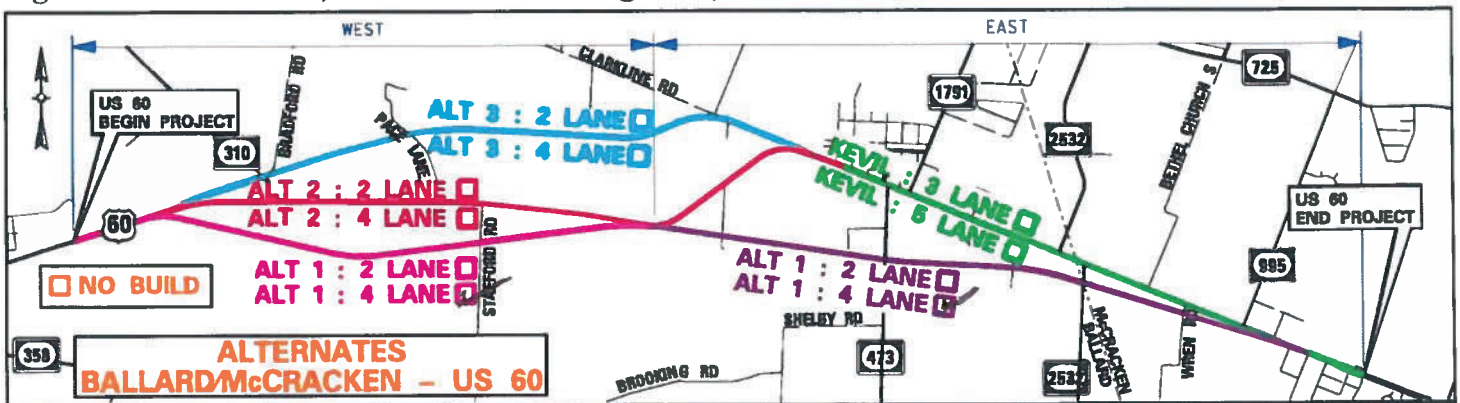 WEST
EAST
US 60
BEGIN PROJECT
310
BRADFORD RD
PACE LANE
CLARKLINE RD
ALT 3 : 2 LANE
ALT 3 : 4 LANE
1791
2532
BETHEL CHURCH S
725
ALT 2 : 2 LANE
ALT 2 : 4 LANE
KEVIL : 3 LANE
KEVIL : 5 LANE
US 60
END PROJECT
60
NO BUILD
ALT 1 : 2 LANE
ALT 1 : 4 LANE
STAFFORD RD
ALT 1 : 2 LANE
ALT 1 : 4 LANE
995
358
ALTERNATES
BALLARD/McCRACKEN - US 60
SHELBY RD
BROOKING RD
473
2532
McCRACKEN
BALLARD
WREN RD